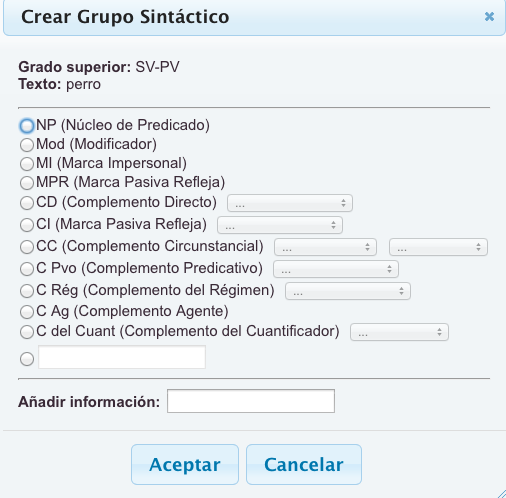 Crear Grupo Sintáctico
Grado superior: SV-PV
Texto: perro
NP (Núcleo de Predicado)
Mod (Modificador)
MI (Marca Impersonal)
MPR (Marca Pasiva Refleja)
CD (Complemento Directo) ...
CI (Marca Pasiva Refleja) ...
CC (Complemento Circunstancial) ... ...
C Pvo (Complemento Predicativo) ...
C Rég (Complemento del Régimen) ...
C Ag (Complemento Agente)
C del Cuant (Complemento del Cuantificador) ...
Añadir información:
Aceptar Cancelar